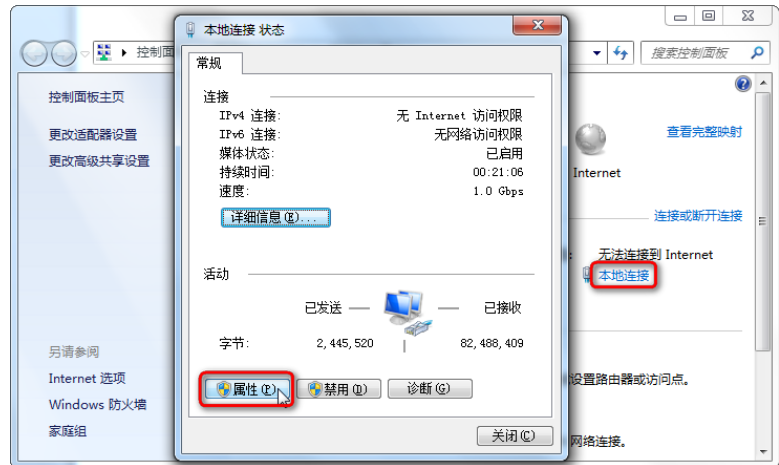 本地连接 状态
控制面
搜索控制面板
常规
控制面板主页
更改适配器设置
更改高级共享设置
连接
IPv4 连接: 无 Internet 访问权限
IPv6 连接: 无网络访问权限
媒体状态: 已启用
持续时间: 00:21:06
速度: 1.0 Gbps
详细信息(E)...
查看完整映射
Internet
连接或断开连接
: 无法连接到 Internet
本地连接
活动
已发送 — — 已接收
字节: 2,445,520 | 82,488,409
属性(P) 禁用(D) 诊断(G)
关闭(C)
另请参阅
Internet 选项
Windows 防火墙
家庭组
设置路由器或访问点。
网络连接。